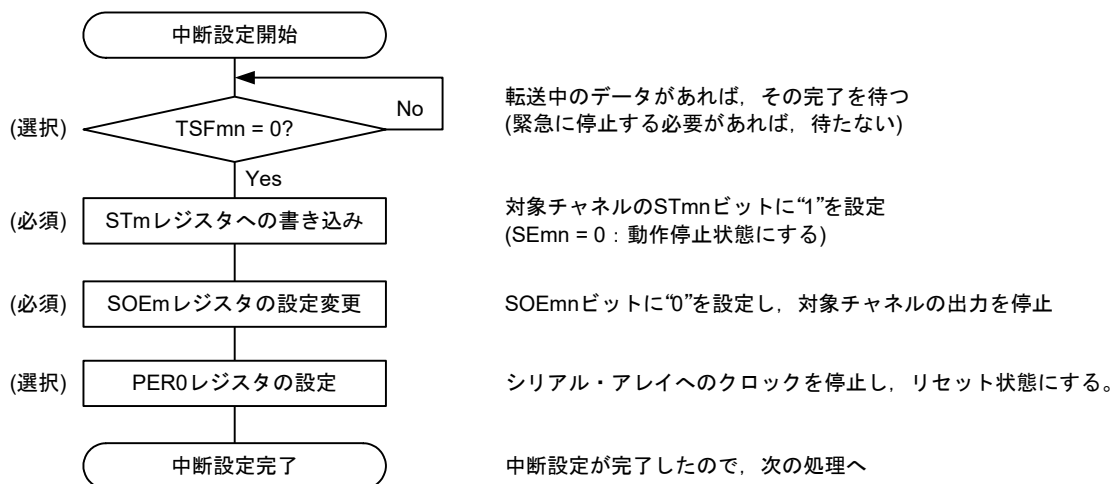 中断設定開始
No
転送中のデータがあれば，その完了を待つ
(選択)
TSFmn = 0?
(緊急に停止する必要があれば，待たない)
Yes
(必須)
STmレジスタへの書き込み
対象チャネルのSTmnビットに“1”を設定
(SEmn = 0：動作停止状態にする)
(必須)
SOEmレジスタの設定変更
SOEmnビットに“0”を設定し，対象チャネルの出力を停止
(選択)
PER0レジスタの設定
シリアル・アレイへのクロックを停止し，リセット状態にする。
中断設定完了
中断設定が完了したので，次の処理へ